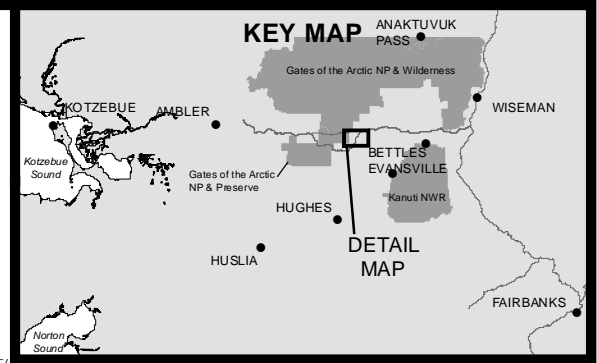 KEY MAP
ANAKTUVUK
PASS
Gates of the Arctic NP & Wilderness
WISEMAN
KOTZEBUE
AMBLER
Kotzebue
Sound
BETTLES
EVANSVILLE
Gates of the Arctic
NP & Preserve
Kanuti NWR
HUGHES
DETAIL
MAP
HUSLIA
FAIRBANKS
Norton
Sound